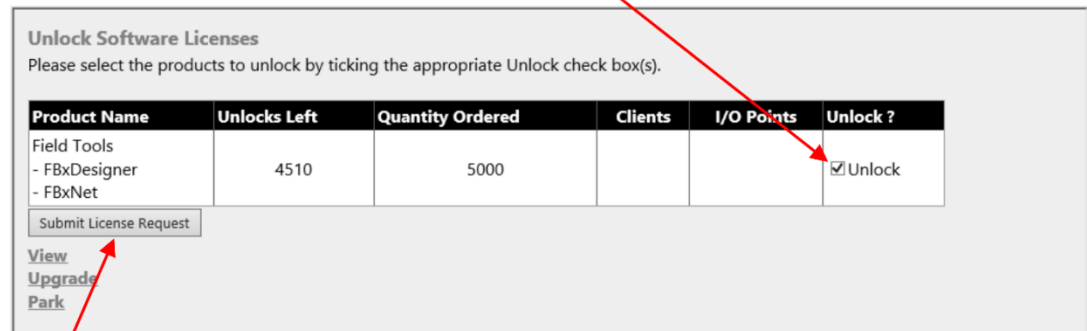 Unlock Software Licenses
Please select the products to unlock by ticking the appropriate Unlock check box(s).
Product Name Unlocks Left Quantity Ordered Clients I/O Points Unlock ?
Field Tools
- FBxDesigner 4510 5000 Unlock
- FBxNet
Submit License Request
View
Upgrade
Park